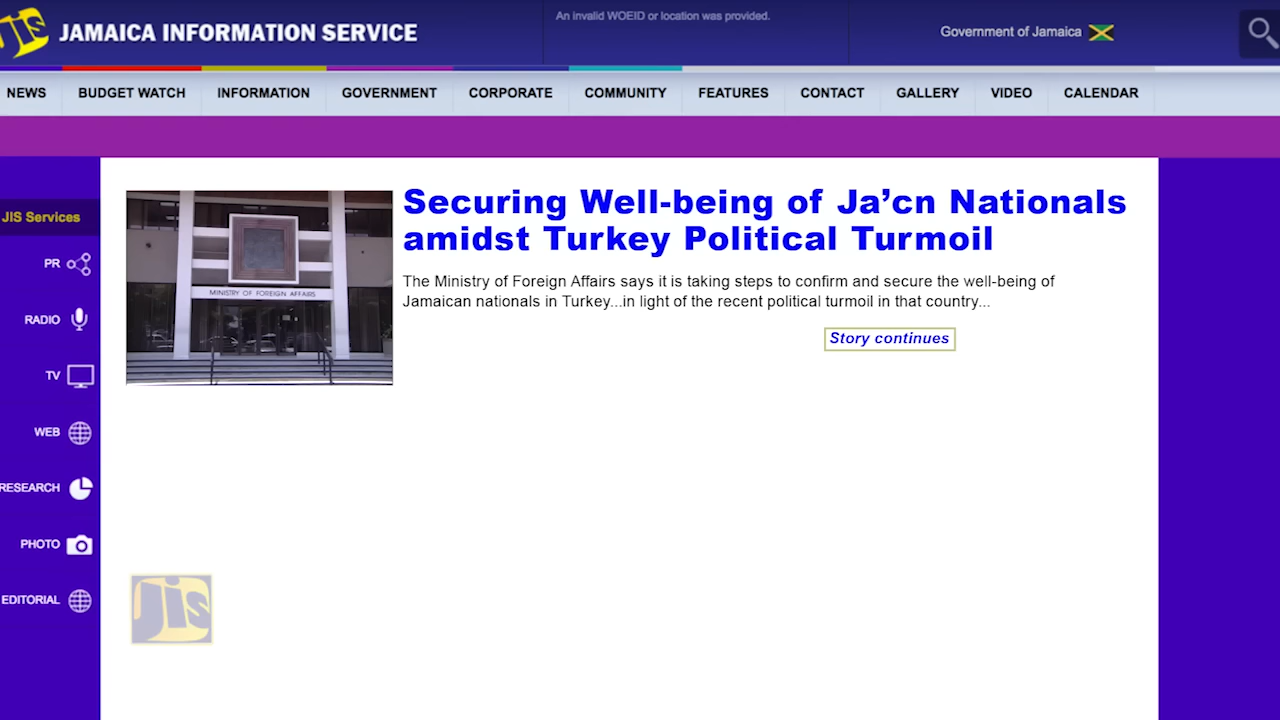 JIS
JAMAICA INFORMATION SERVICE
An invalid WOEID or location was provided.
Government of Jamaica
NEWS
BUDGET WATCH
INFORMATION
GOVERNMENT
CORPORATE
COMMUNITY
FEATURES
CONTACT
GALLERY
VIDEO
CALENDAR
JIS Services
PR
RADIO
TV
WEB
RESEARCH
PHOTO
EDITORIAL
MINISTRY OF FOREIGN AFFAIRS
Securing Well-being of Ja’cn Nationals
amidst Turkey Political Turmoil
The Ministry of Foreign Affairs says it is taking steps to confirm and secure the well-being of
Jamaican nationals in Turkey...in light of the recent political turmoil in that country...
Story continues
JIS